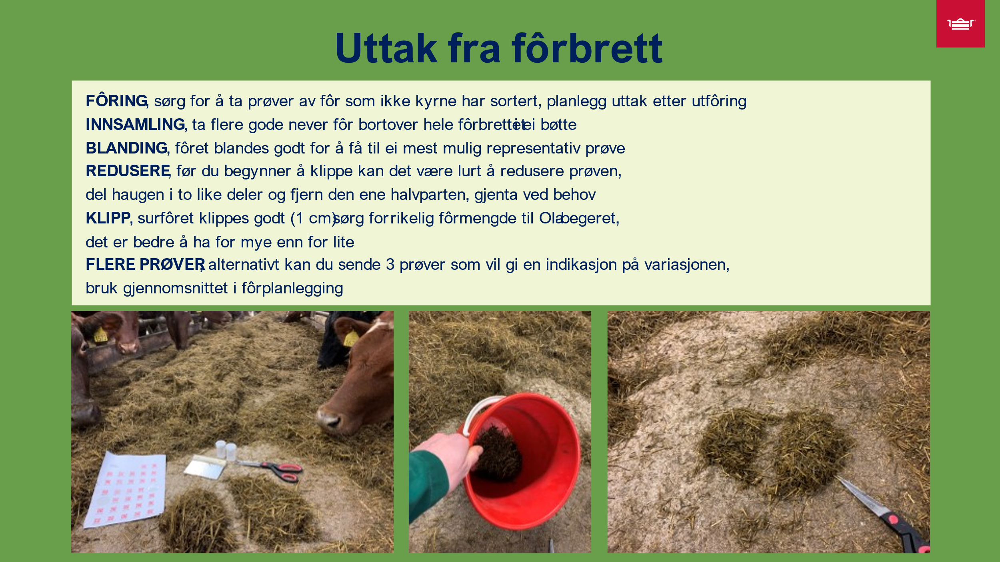 Uttak fra fôrbrett
FÔRING, sørg for å ta prøver av fôr som ikke kyrne har sortert, planlegg uttak etter utfôring
INNSAMLING, ta flere gode never fôr bortover hele fôrbrettet i ei bøtte
BLANDING, fôret blandes godt for å få til ei mest mulig representativ prøve
REDUSERE, før du begynner å klippe kan det være lurt å redusere prøven,
del haugen i to like deler og fjern den ene halvparten, gjenta ved behov
KLIPP, surfôret klippes godt (1 cm) sørg for rikelig fôrmengde til Ola-begeret,
det er bedre å ha for mye enn for lite
FLERE PRØVER, alternativt kan du sende 3 prøver som vil gi en indikasjon på variasjonen,
bruk gjennomsnittet i fôrplanlegging